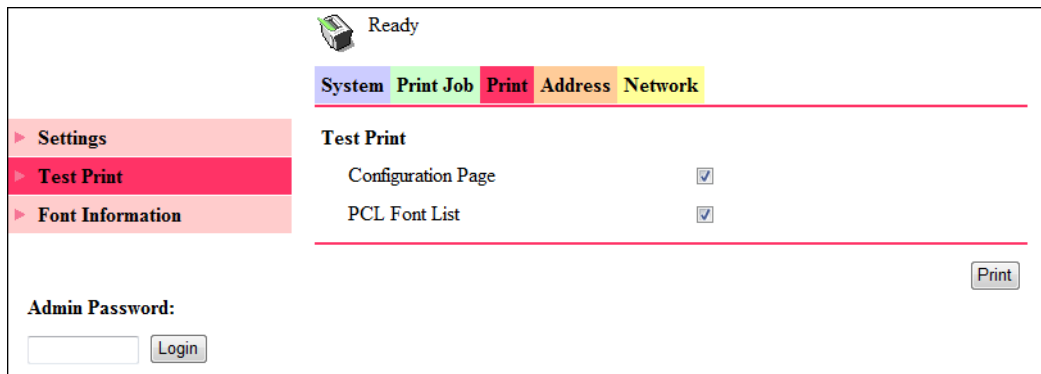 Ready
System Print Job Print Address Network
Settings
Test Print
Font Information
Test Print
Configuration Page
PCL Font List
Print
Admin Password:
Login